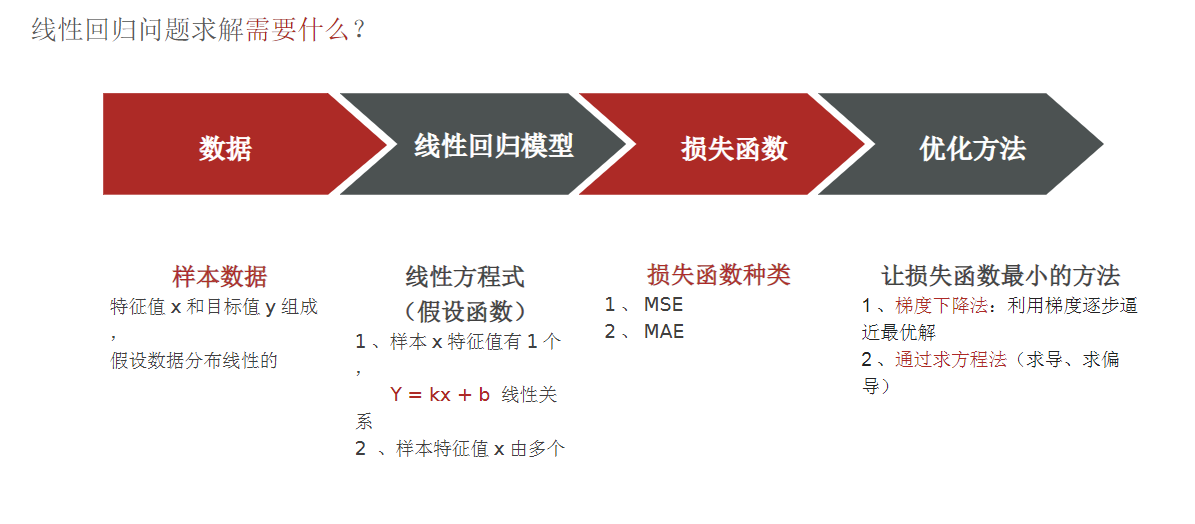 线性回归问题求解需要什么？
数据
线性回归模型
损失函数
优化方法
样本数据
特征值 x 和目标值 y 组成
，
假设数据分布线性的
线性方程式
（假设函数）
1 、样本 x 特征值有 1 个
，
Y = kx + b 线性关
系
2 、样本特征值 x 由多个
损失函数种类
1 、 MSE
2 、 MAE
让损失函数最小的方法
1 、梯度下降法：利用梯度逐步逼
近最优解
2 、通过求方程法（求导、求偏
导）